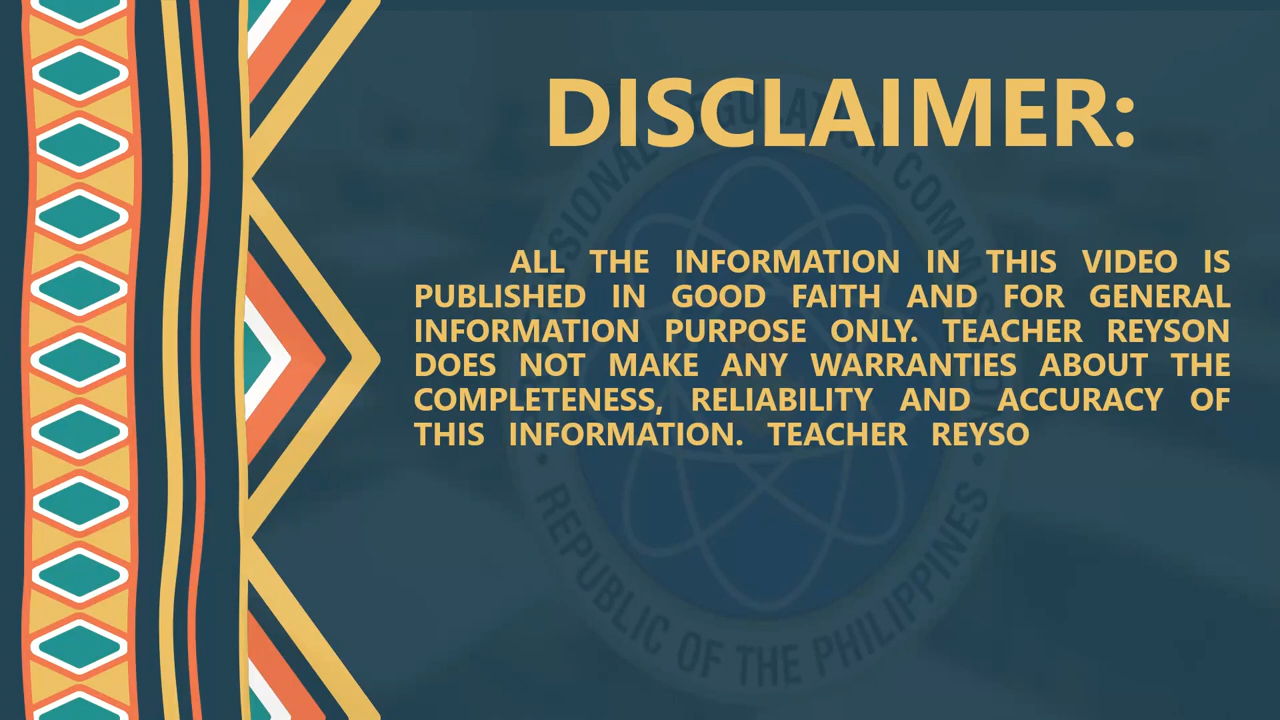 DISCLAIMER:
ALL THE INFORMATION IN THIS VIDEO IS
PUBLISHED IN GOOD FAITH AND FOR GENERAL
INFORMATION PURPOSE ONLY. TEACHER REYSON
DOES NOT MAKE ANY WARRANTIES ABOUT THE
COMPLETENESS, RELIABILITY AND ACCURACY OF
THIS INFORMATION. TEACHER REYSO
REPUBLIC OF THE PHILIPPINES